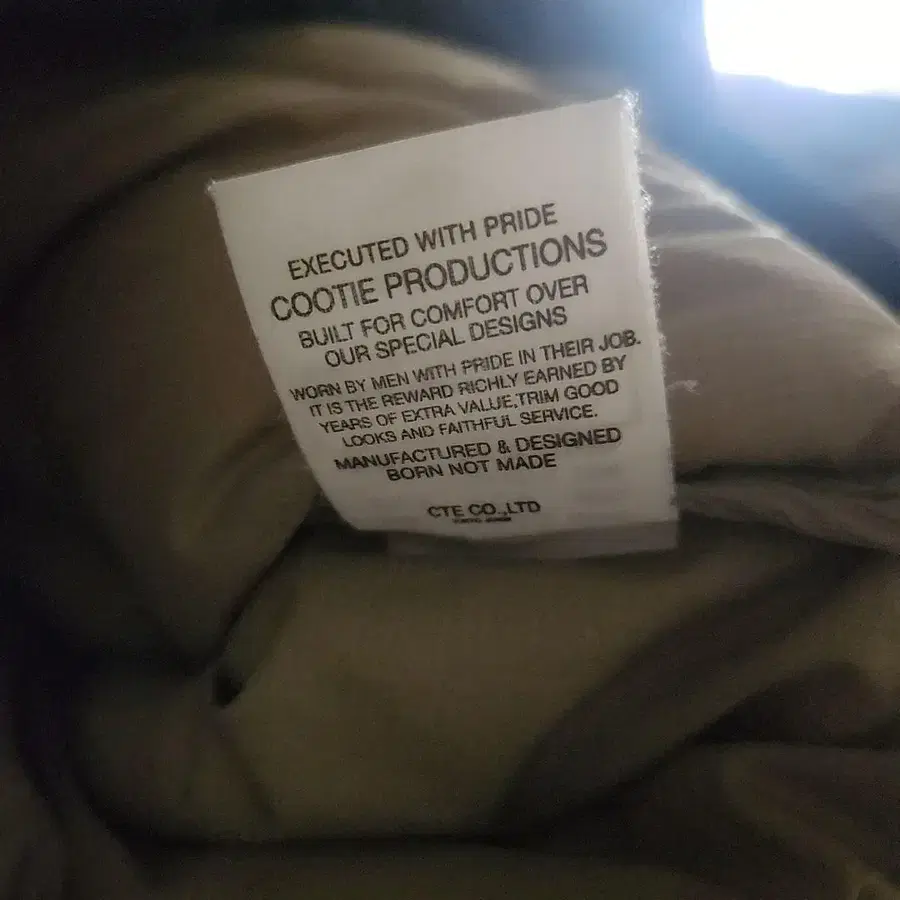 EXECUTED WITH PRIDE
COOTIE PRODUCTIONS
BUILT FOR COMFORT OVER
OUR SPECIAL DESIGNS
WORN BY MEN WITH PRIDE IN THEIR JOB.
IT IS THE REWARD RICHLY EARNED BY
YEARS OF EXTRA VALUE,TRIM GOOD
LOOKS AND FAITHFUL SERVICE.
MANUFACTURED & DESIGNED
BORN NOT MADE
CTE CO.,LTD